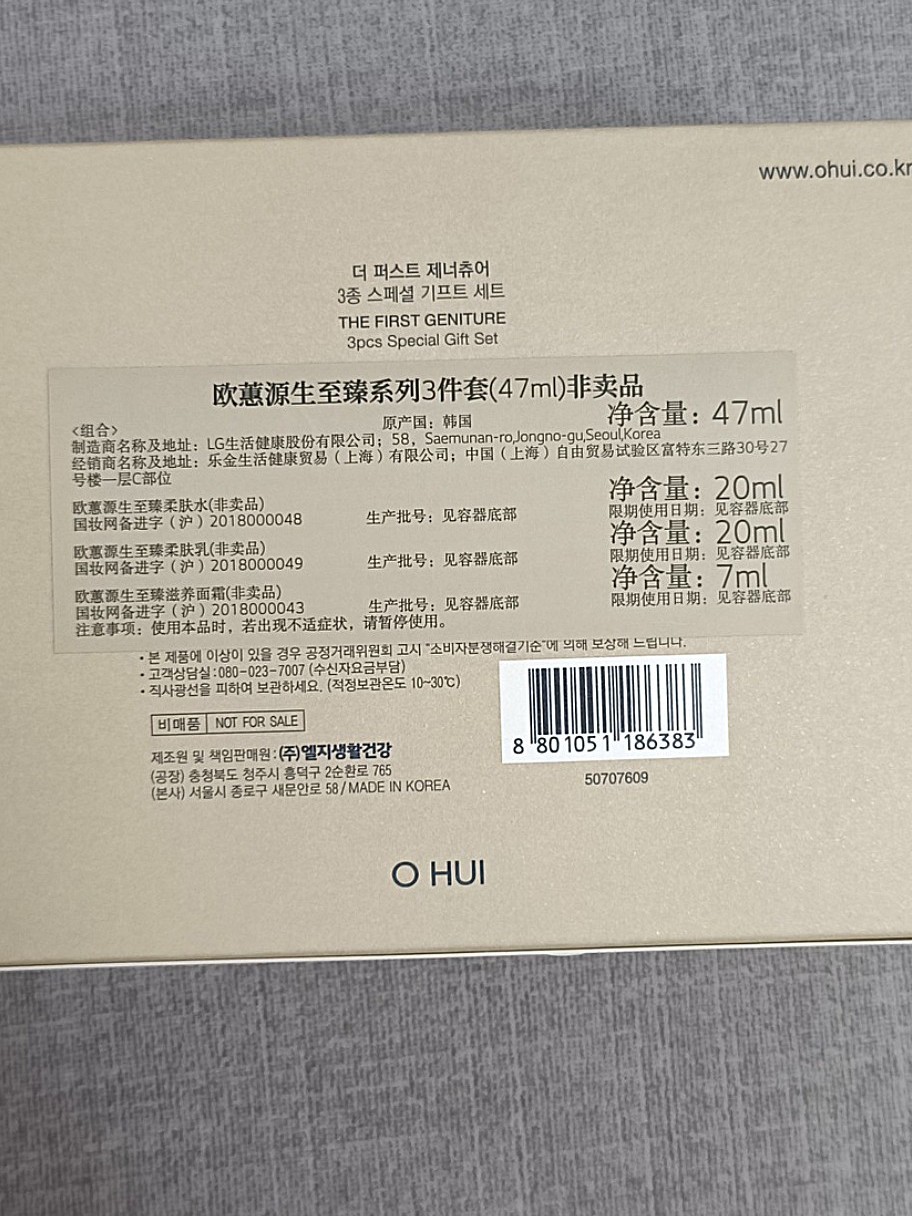 www.ohui.co.kr
더 퍼스트 제너츄어
3종 스페셜 기프트 세트
THE FIRST GENITURE
3pcs Special Gift Set
欧蕙源生至臻系列3件套(47ml)非卖品
<组合> 原产国：韩国 净含量：47ml
制造商名称及地址：LG生活健康股份有限公司；58，Saemunan-ro,Jongno-gu,Seoul,Korea
经销商名称及地址：乐金生活健康贸易（上海）有限公司；中国（上海）自由贸易试验区富特东三路30号27
号楼一层C部位
欧蕙源生至臻柔肤水(非卖品) 净含量：20ml
国妆网备进字（沪）2018000048 生产批号：见容器底部 限期使用日期：见容器底部
欧蕙源生至臻柔肤乳(非卖品) 净含量：20ml
国妆网备进字（沪）2018000049 生产批号：见容器底部 限期使用日期：见容器底部
欧蕙源生至臻滋养面霜(非卖品) 净含量：7ml
国妆网备进字（沪）2018000043 生产批号：见容器底部 限期使用日期：见容器底部
注意事项：使用本品时，若出现不适症状，请暂停使用。
• 본 제품에 이상이 있을 경우 공정거래위원회 고시 "소비자분쟁해결기준"에 의해 보상해 드립니다.
• 고객상담실:080-023-7007 (수신자요금부담)
• 직사광선을 피하여 보관하세요. (적정보관온도 10~30℃)
비매품 NOT FOR SALE
제조원 및 책임판매원 : (주)엘지생활건강
(공장) 충청북도 청주시 흥덕구 2순환로 765
(본사) 서울시 종로구 새문안로 58 / MADE IN KOREA
8 801051 186383
50707609
O HUI